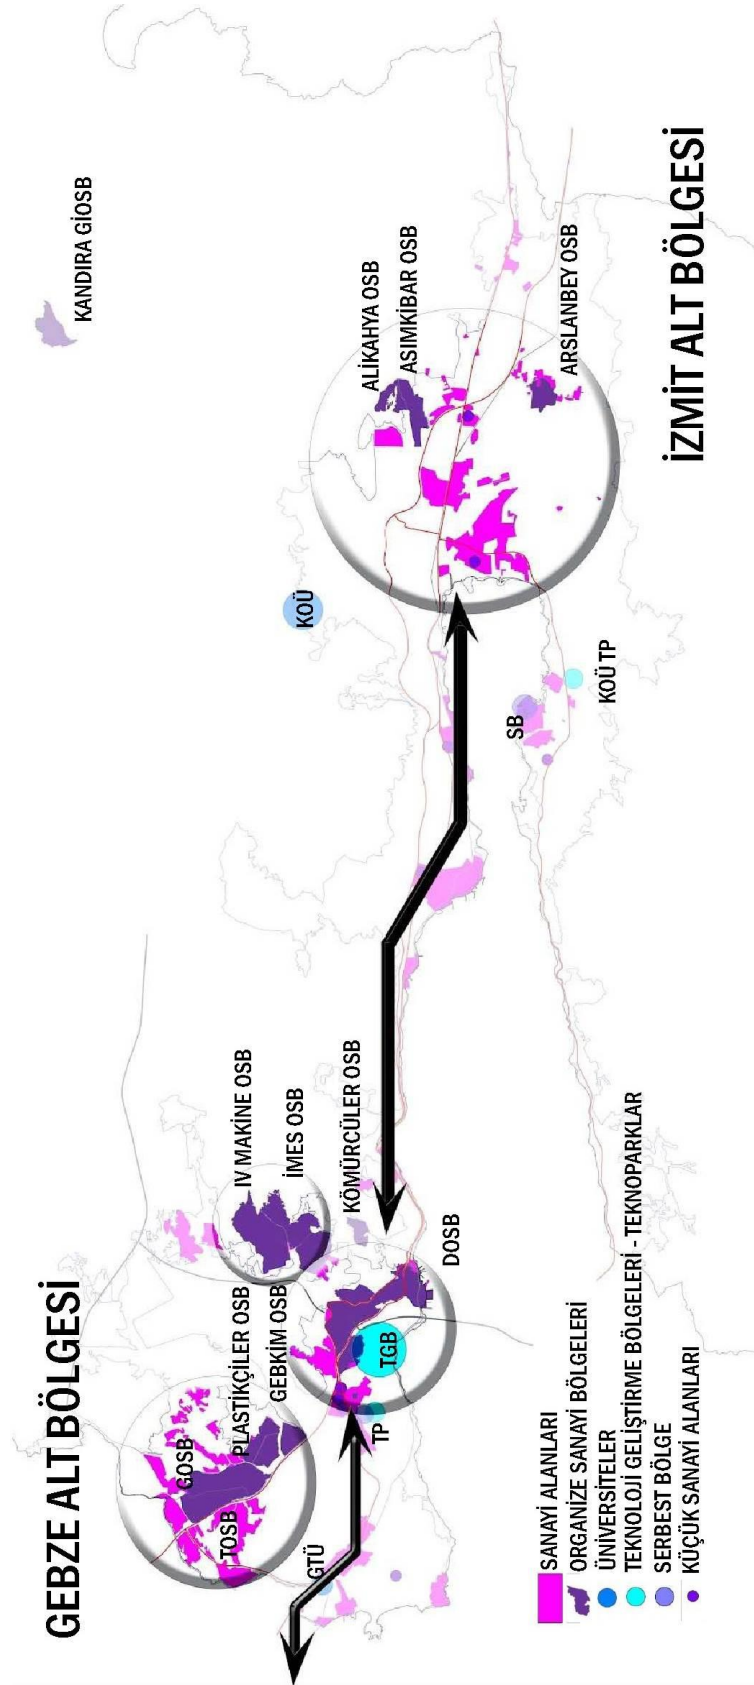 GEBZE ALT BÖLGESİ
KANDIRA GİOSB
IV MAKİNE OSB
İMES OSB
KÖMÜRCÜLER OSB
GOSB
PLASTİKÇİLER OSB
GEBKİM OSB
TOSB
KOÜ
ALİKAHYA OSB
ASIMKİBAR OSB
GTÜ
TP
TGB
DOSB
SB
KOÜ TP
ARSLANBEY OSB
İZMİT ALT BÖLGESİ
SANAYİ ALANLARI
ORGANİZE SANAYİ BÖLGELERİ
ÜNİVERSİTELER
TEKNOLOJİ GELİŞTİRME BÖLGELERİ - TEKNOPARKLAR
SERBEST BÖLGE
KÜÇÜK SANAYİ ALANLARI